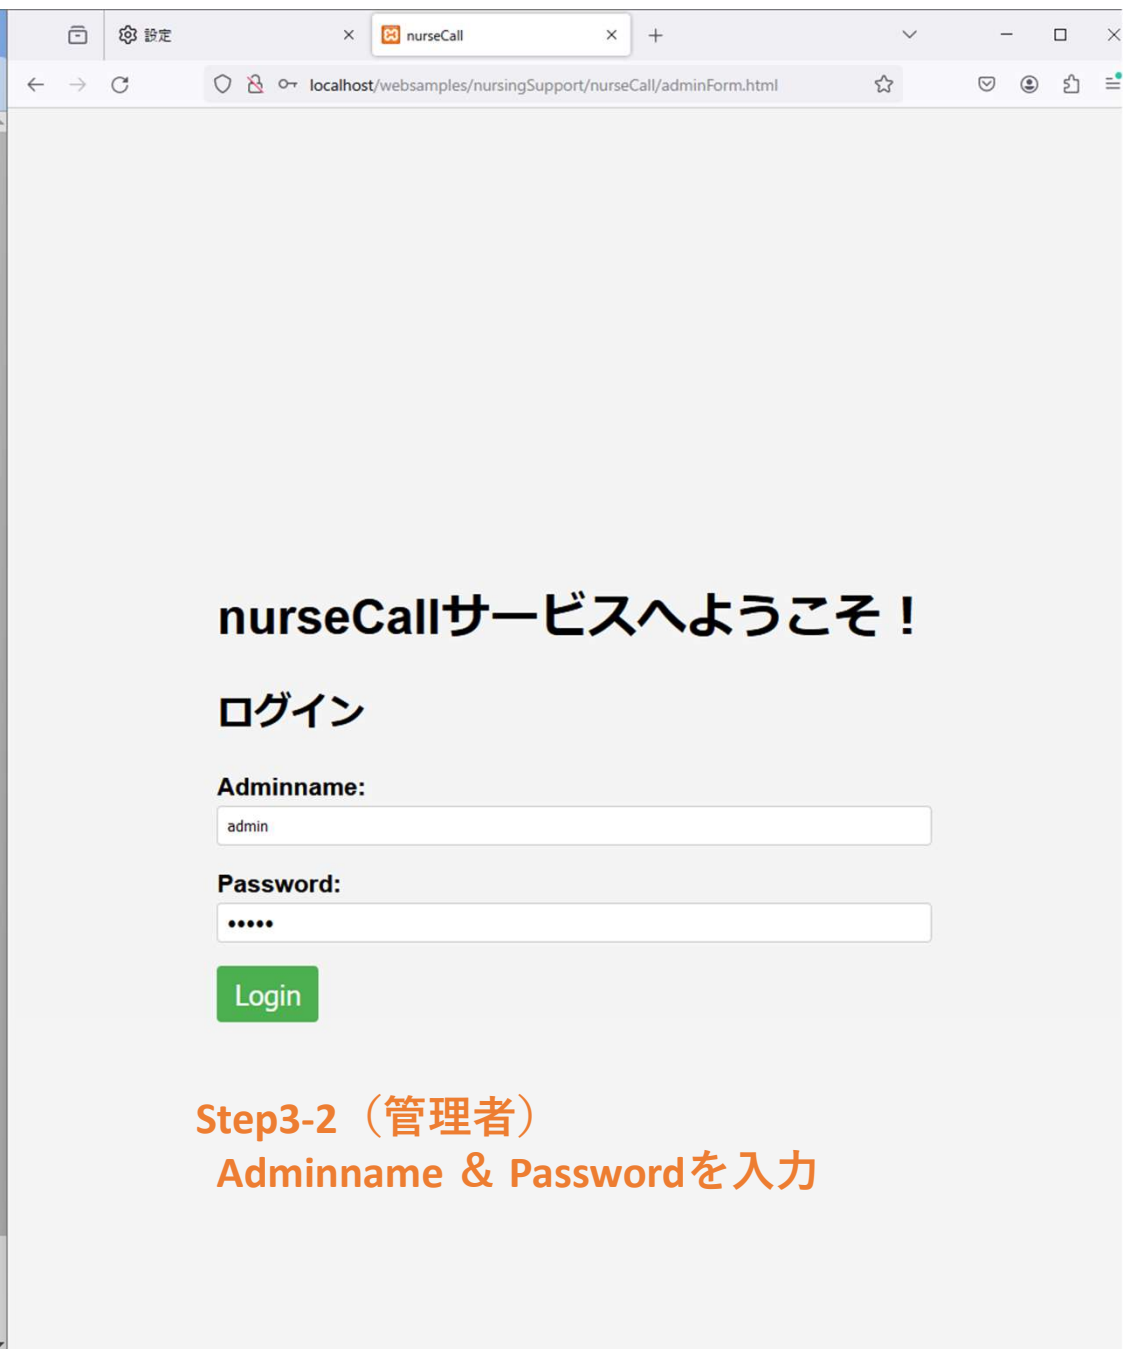 設定
nurseCall
localhost/websamples/nursingSupport/nurseCall/adminForm.html
nurseCallサービスへようこそ！
ログイン
Adminname:
admin
Password:
•••••
Login
Step3-2（管理者）
Adminname ＆ Passwordを入力